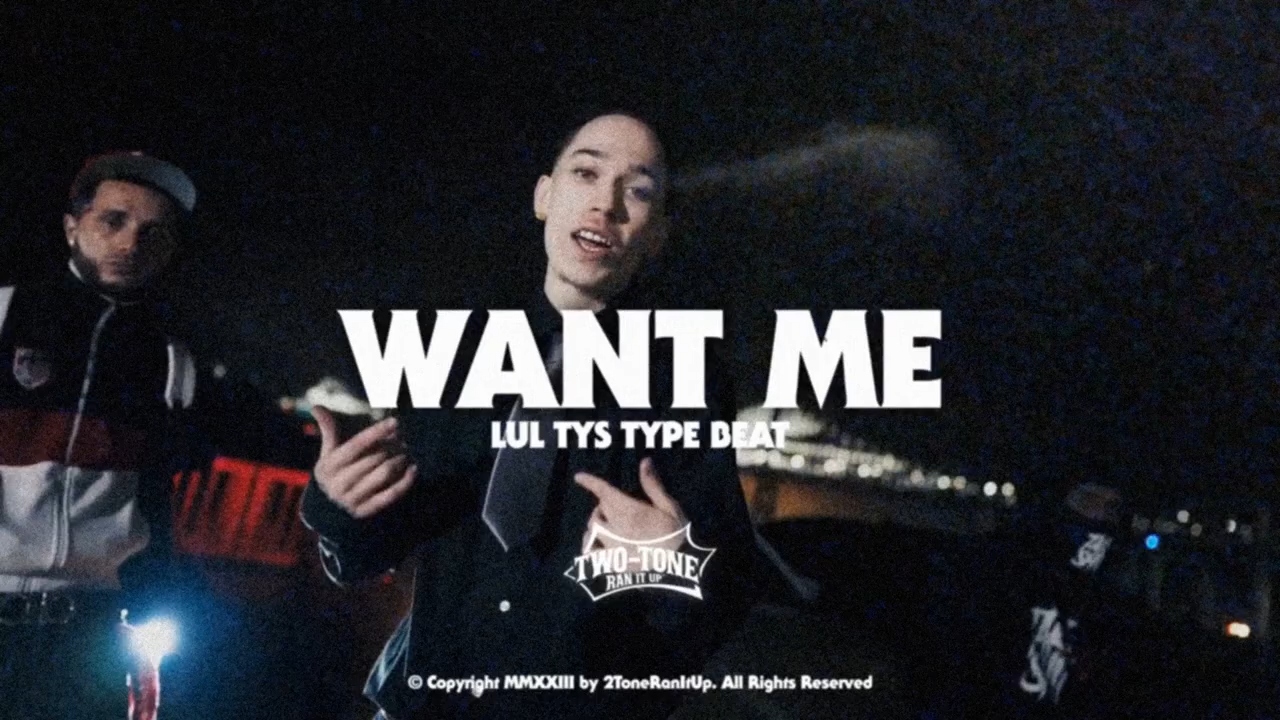 WANT ME
LUL TYS TYPE BEAT
TWO-TONE
RAN IT UP
© Copyright MMXXIII by 2ToneRanItUp. All Rights Reserved